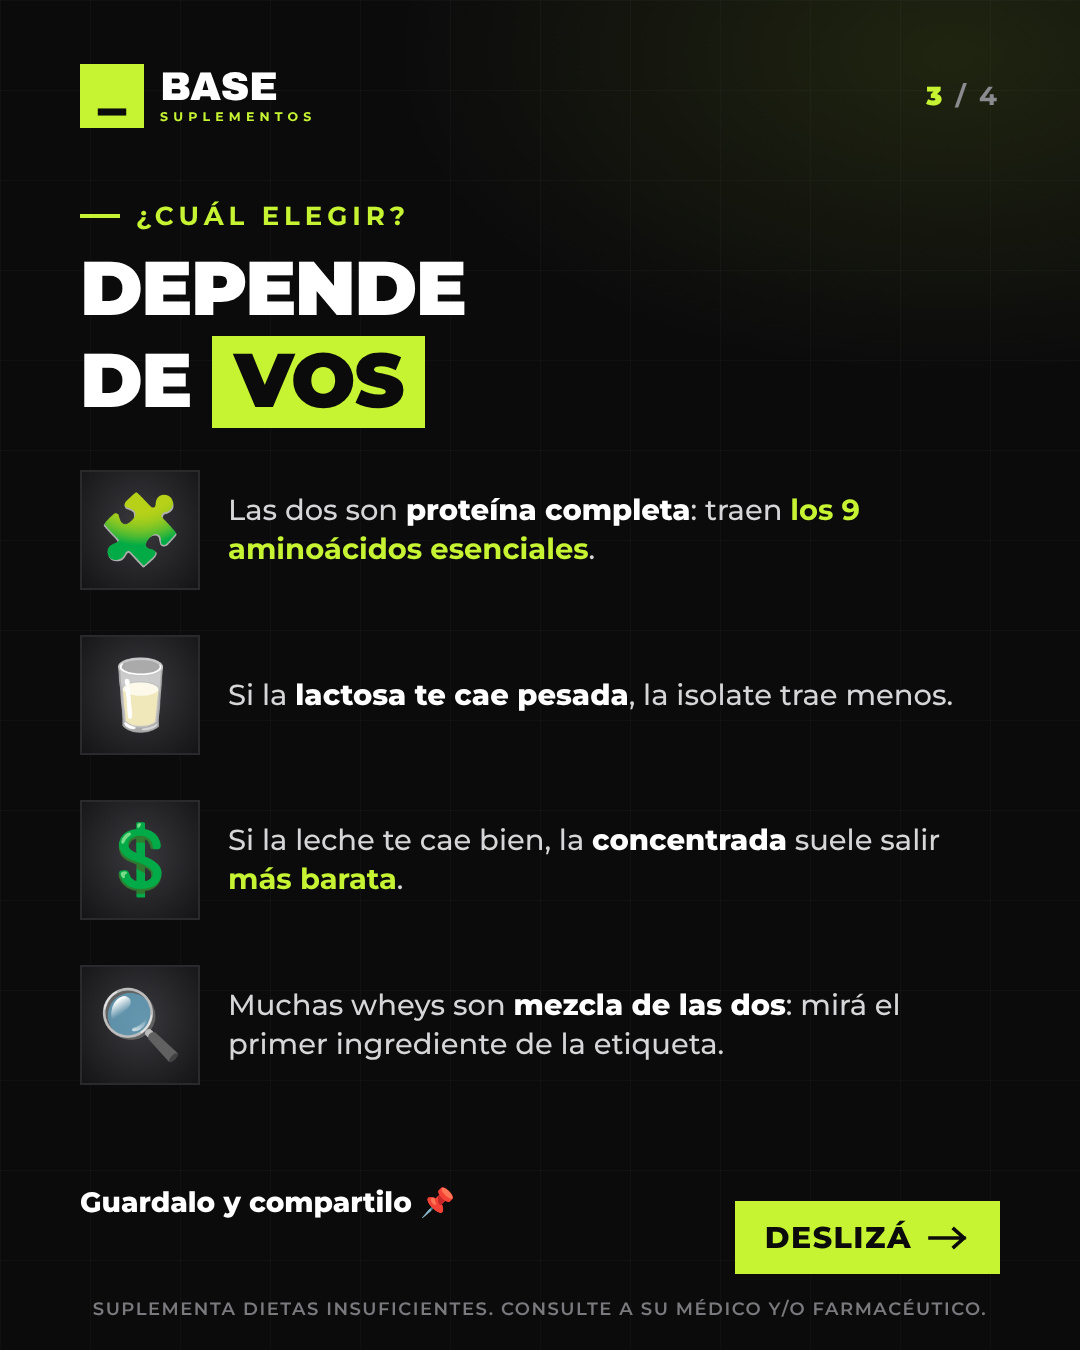 BASE
SUPLEMENTOS
3 / 4
¿CUÁL ELEGIR?
DEPENDE
DE VOS
Las dos son proteína completa: traen los 9
aminoácidos esenciales.
Si la lactosa te cae pesada, la isolate trae menos.
Si la leche te cae bien, la concentrada suele salir
más barata.
Muchas wheys son mezcla de las dos: mirá el
primer ingrediente de la etiqueta.
Guardalo y compartilo 📌
DESLIZÁ →
SUPLEMENTA DIETAS INSUFICIENTES. CONSULTE A SU MÉDICO Y/O FARMACÉUTICO.